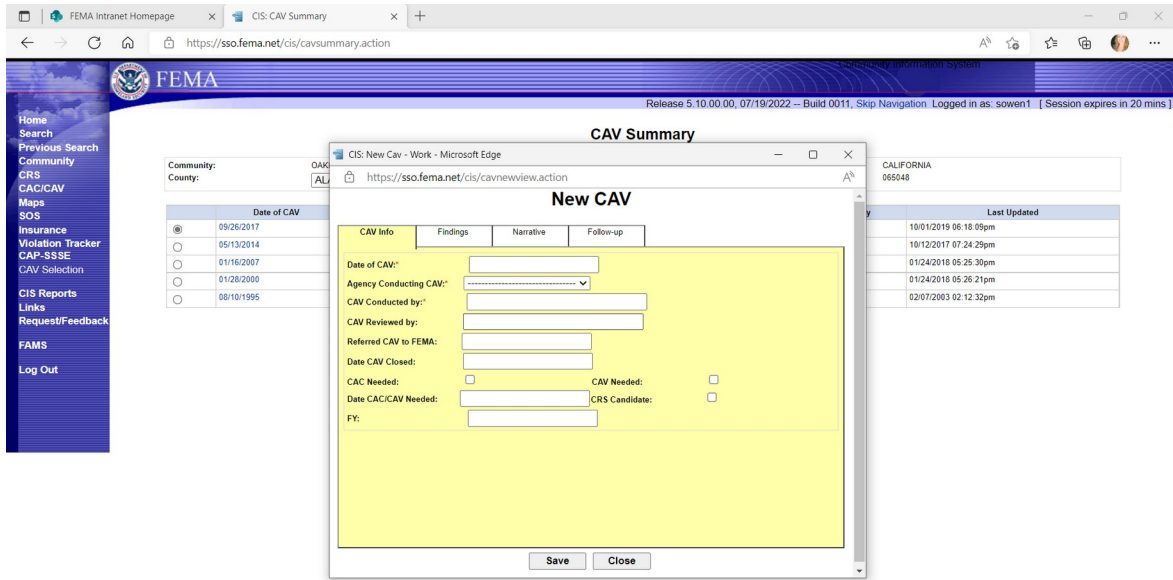 FEMA Intranet Homepage
CIS: CAV Summary
https://sso.fema.net/cis/cavsummary.action
FEMA
Community Information System
Release 5.10.00.00, 07/19/2022 -- Build 0011, Skip Navigation Logged in as: sowen1 [ Session expires in 20 mins ]
Home
Search
Previous Search
Community
CRS
CAC/CAV
Maps
SOS
Insurance
Violation Tracker
CAP-SSSE
CAV Selection
CIS Reports
Links
Request/Feedback
FAMS
Log Out
CAV Summary
Community: CALIFORNIA
County: 065048
Date of CAV Last Updated
09/26/2017 10/01/2019 06:18:09pm
05/13/2014 10/12/2017 07:24:29pm
01/16/2007 01/24/2018 05:25:30pm
01/28/2000 01/24/2018 05:26:21pm
08/10/1995 02/07/2003 02:12:32pm
CIS: New Cav - Work - Microsoft Edge
https://sso.fema.net/cis/cavnewview.action
New CAV
CAV Info Findings Narrative Follow-up
Date of CAV:*
Agency Conducting CAV:*
CAV Conducted by:*
CAV Reviewed by:
Referred CAV to FEMA:
Date CAV Closed:
CAC Needed: CAV Needed:
Date CAC/CAV Needed: CRS Candidate:
FY:
Save Close